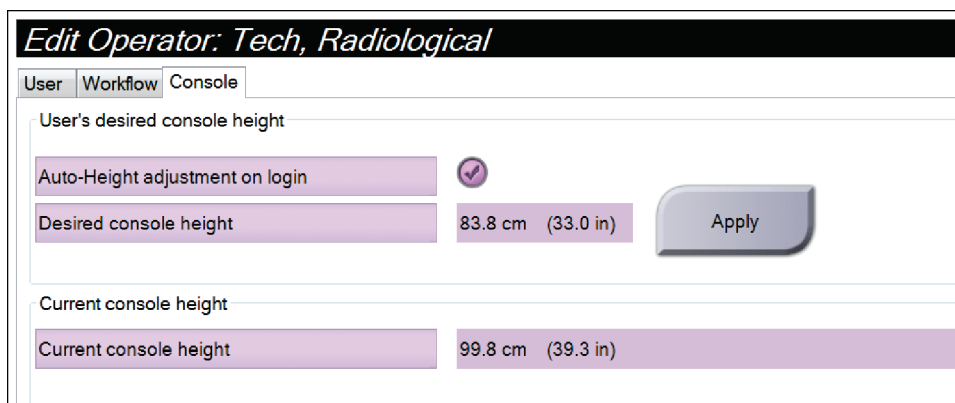 Edit Operator: Tech, Radiological
User Workflow Console
User's desired console height
Auto-Height adjustment on login
Desired console height 83.8 cm (33.0 in) Apply
Current console height
Current console height 99.8 cm (39.3 in)